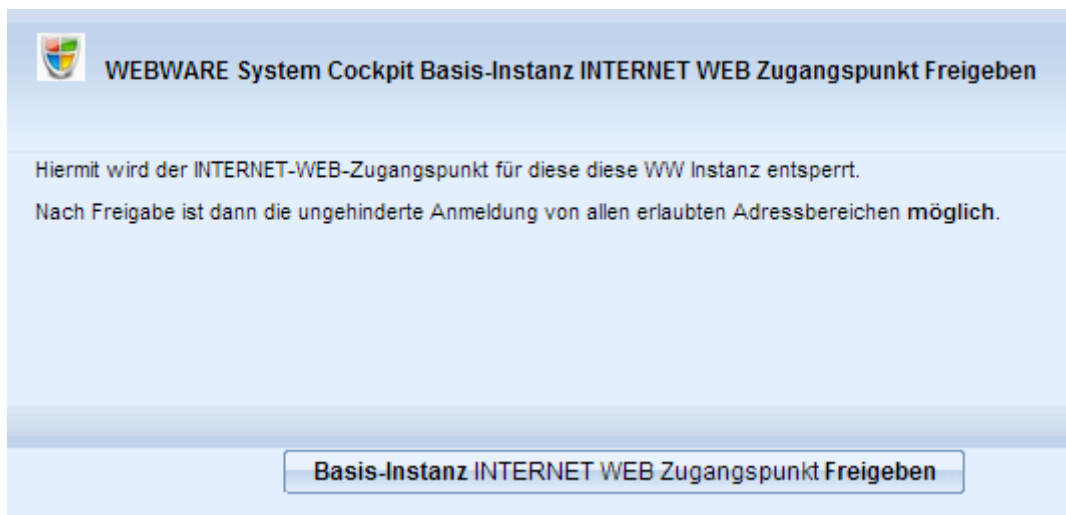 WEBWARE System Cockpit Basis-Instanz INTERNET WEB Zugangspunkt Freigeben
Hiermit wird der INTERNET-WEB-Zugangspunkt für diese diese WW Instanz entsperrt.
Nach Freigabe ist dann die ungehinderte Anmeldung von allen erlaubten Adressbereichen möglich.
Basis-Instanz INTERNET WEB Zugangspunkt Freigeben